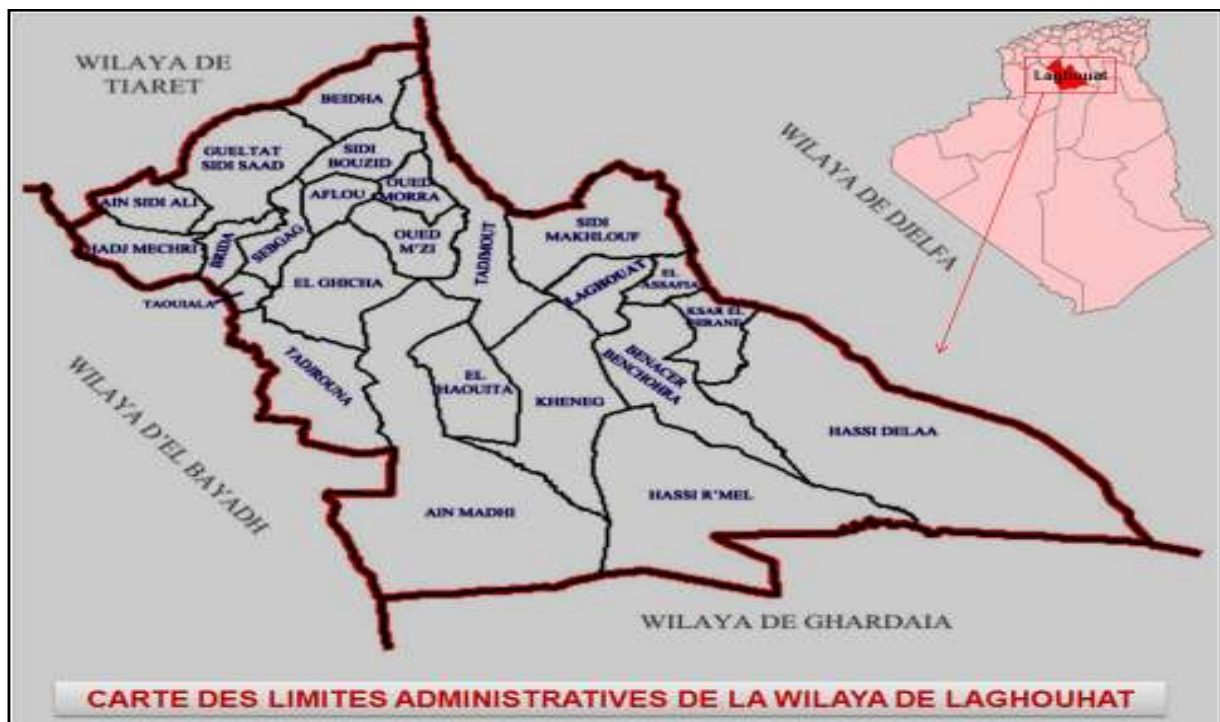 WILAYA DE
TIARET
BEIDHA
GUELTAT
SIDI SAAD
SIDI
BOUZID
AIN SIDI ALI
AFLOU
OUED
MORRA
HADJ MECHRI
BRIDA
SEBGAG
OUED
M'ZI
TADJMOUT
SIDI
MAKHLOUF
EL GHICHA
LAGHOUAT
EL
ASSAFIA
TAOUIALA
KSAR EL
HIRANE
TADJROUNA
EL
HAOUITA
KHENEG
BENACER
BENCHOHRA
HASSI DELAA
AIN MADHI
HASSI R'MEL
WILAYA D'EL BAYADH
WILAYA DE DJELFA
Laghouat
WILAYA DE GHARDAIA
CARTE DES LIMITES ADMINISTRATIVES DE LA WILAYA DE LAGHOUHAT